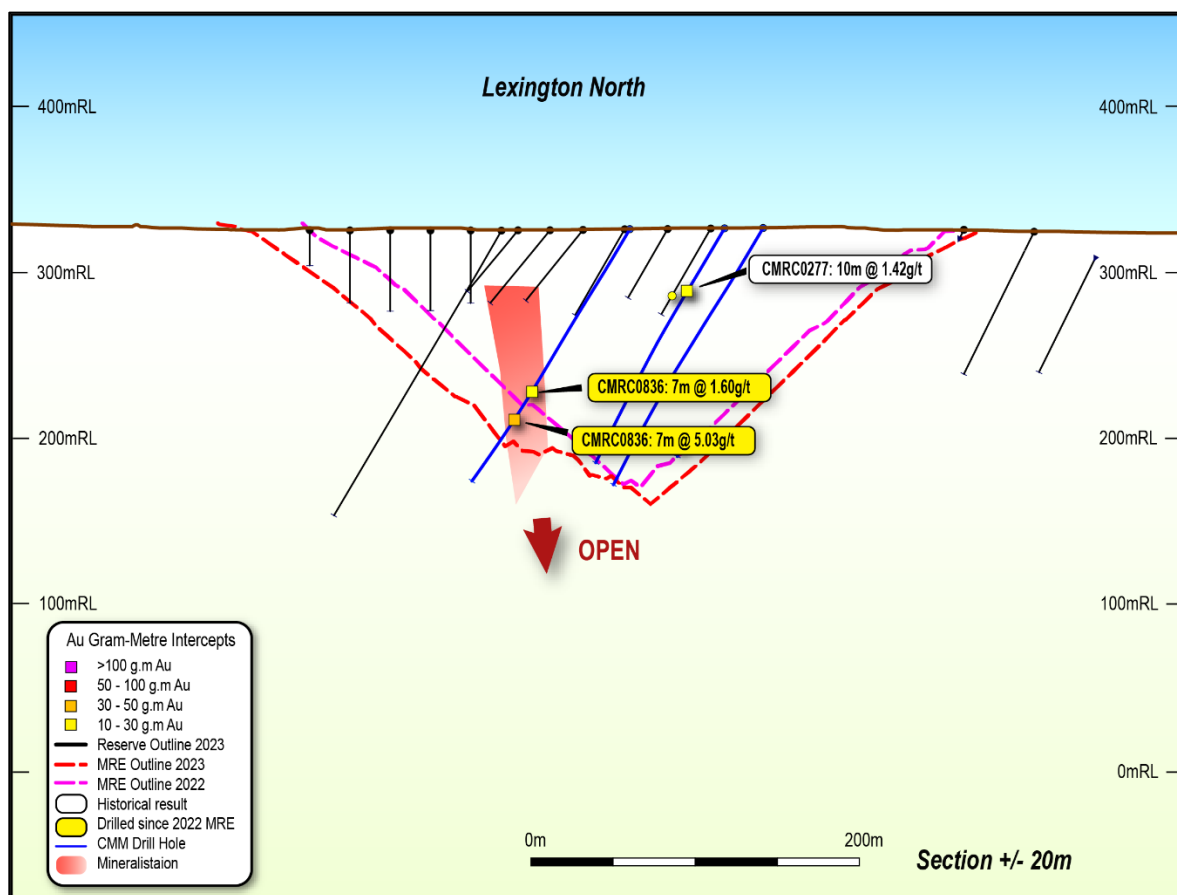 Lexington North
400mRL
400mRL
300mRL
300mRL
CMRC0277: 10m @ 1.42g/t
CMRC0836: 7m @ 1.60g/t
200mRL
CMRC0836: 7m @ 5.03g/t
200mRL
OPEN
100mRL
100mRL
Au Gram-Metre Intercepts
>100 g.m Au
50 - 100 g.m Au
30 - 50 g.m Au
10 - 30 g.m Au
Reserve Outline 2023
MRE Outline 2023
MRE Outline 2022
Historical result
Drilled since 2022 MRE
CMM Drill Hole
Mineralistaion
0mRL
0m
200m
Section +/- 20m